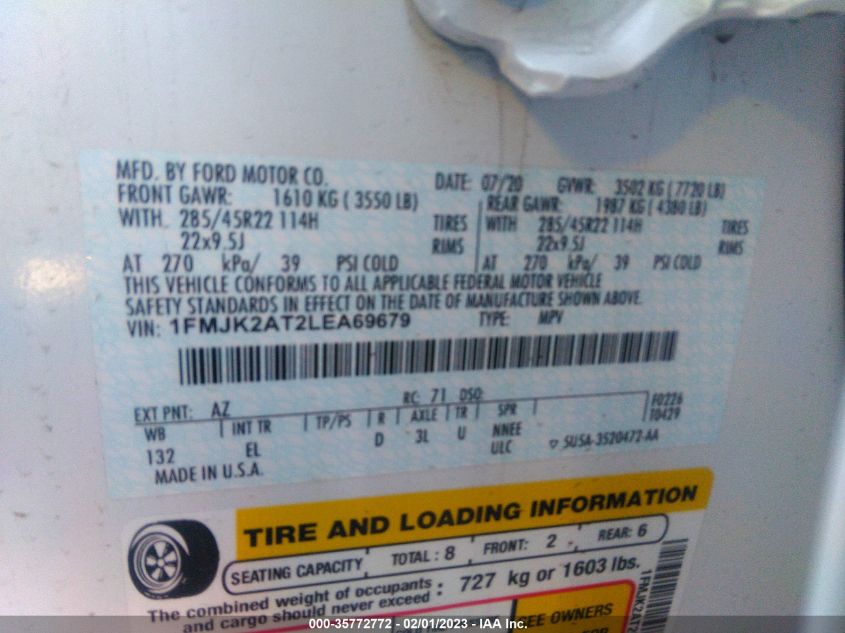 MFD. BY FORD MOTOR CO. DATE: 07/20 GVWR: 3502 KG ( 7720 LB)
FRONT GAWR: 1610 KG ( 3550 LB) REAR GAWR: 1987 KG ( 4380 LB)
WITH 285/45R22 114H TIRES WITH 285/45R22 114H TIRES
22x9.5J RIMS 22x9.5J RIMS
AT 270 kPa/ 39 PSI COLD AT 270 kPa/ 39 PSI COLD
THIS VEHICLE CONFORMS TO ALL APPLICABLE FEDERAL MOTOR VEHICLE
SAFETY STANDARDS IN EFFECT ON THE DATE OF MANUFACTURE SHOWN ABOVE.
VIN: 1FMJK2AT2LEA69679 TYPE: MPV
EXT PNT: AZ RC: 71 DSO: F0226
WB INT TR TP/PS R AXLE TR SPR T0429
132 EL D 3L U NNEE
ULC
MADE IN U.S.A. 5U5A-3520472-AA
TIRE AND LOADING INFORMATION
SEATING CAPACITY TOTAL : 8 FRONT: 2 REAR: 6
The combined weight of occupants
and cargo should never exceed : 727 kg or 1603 lbs.
EE OWNERS
1FMJK2AT2
000-35772772 - 02/01/2023 - IAA Inc.